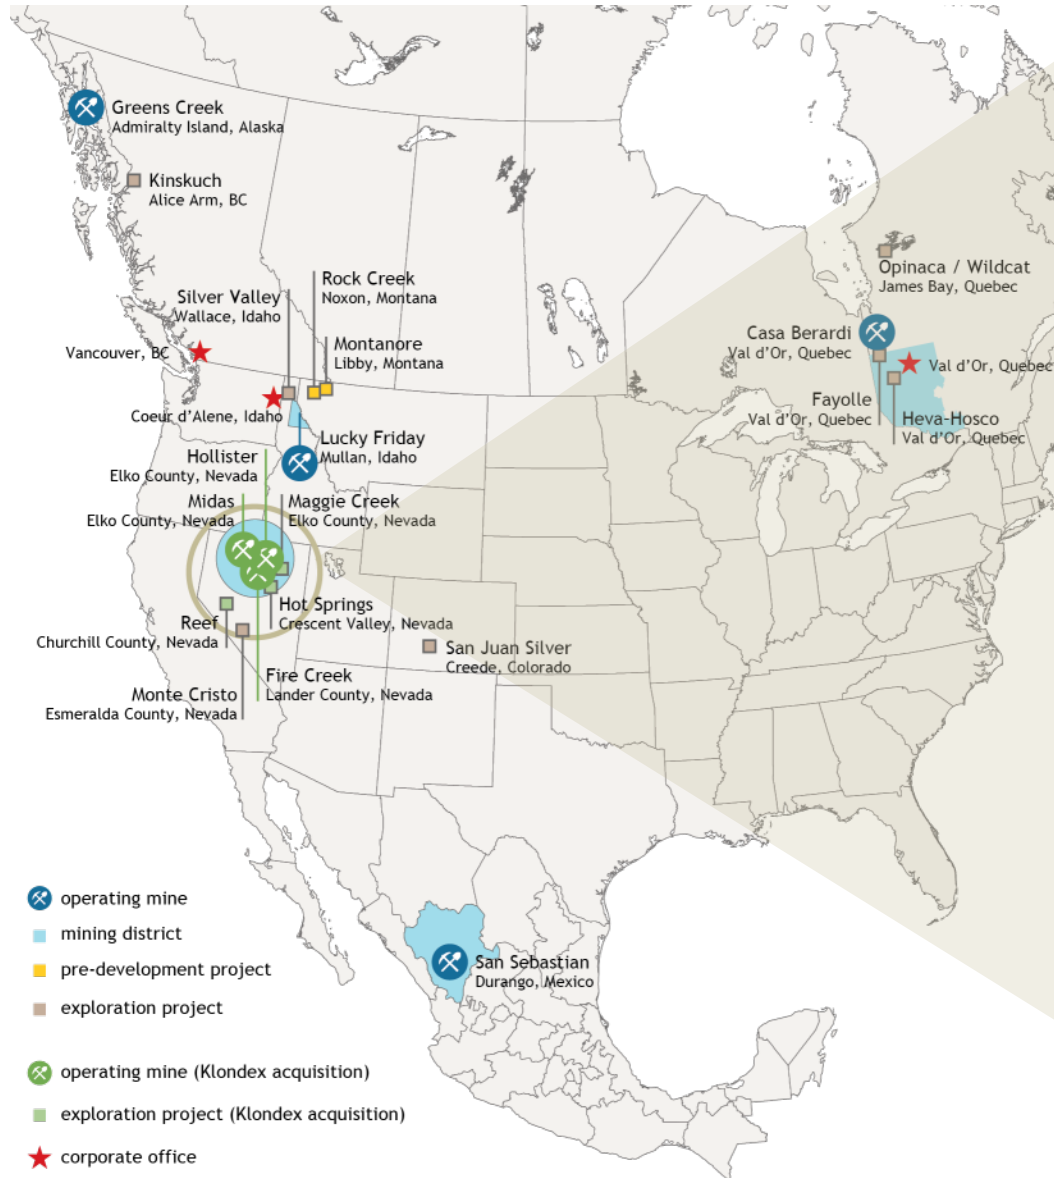 Greens Creek
Admiralty Island, Alaska
Kinskuch
Alice Arm, BC
Rock Creek
Noxon, Montana
Silver Valley
Wallace, Idaho
Montanore
Libby, Montana
Vancouver, BC
Coeur d'Alene, Idaho
Lucky Friday
Mullan, Idaho
Hollister
Elko County, Nevada
Midas
Elko County, Nevada
Maggie Creek
Elko County, Nevada
Hot Springs
Crescent Valley, Nevada
Reef
Churchill County, Nevada
San Juan Silver
Creede, Colorado
Fire Creek
Lander County, Nevada
Monte Cristo
Esmeralda County, Nevada
Opinaca / Wildcat
James Bay, Quebec
Casa Berardi
Val d'Or, Quebec
Val d'Or, Quebec
Fayolle
Val d'Or, Quebec
Heva-Hosco
Val d'Or, Quebec
San Sebastian
Durango, Mexico
operating mine
mining district
pre-development project
exploration project
operating mine (Klondex acquisition)
exploration project (Klondex acquisition)
corporate office